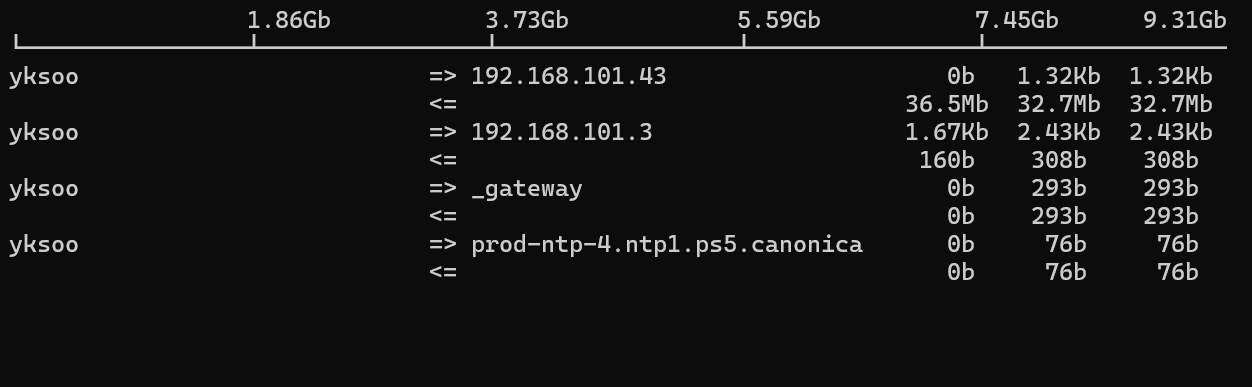 1.86Gb 3.73Gb 5.59Gb 7.45Gb 9.31Gb
yksoo => 192.168.101.43 0b 1.32Kb 1.32Kb
<= 36.5Mb 32.7Mb 32.7Mb
yksoo => 192.168.101.3 1.67Kb 2.43Kb 2.43Kb
<= 160b 308b 308b
yksoo => _gateway 0b 293b 293b
<= 0b 293b 293b
yksoo => prod-ntp-4.ntp1.ps5.canonica 0b 76b 76b
<= 0b 76b 76b